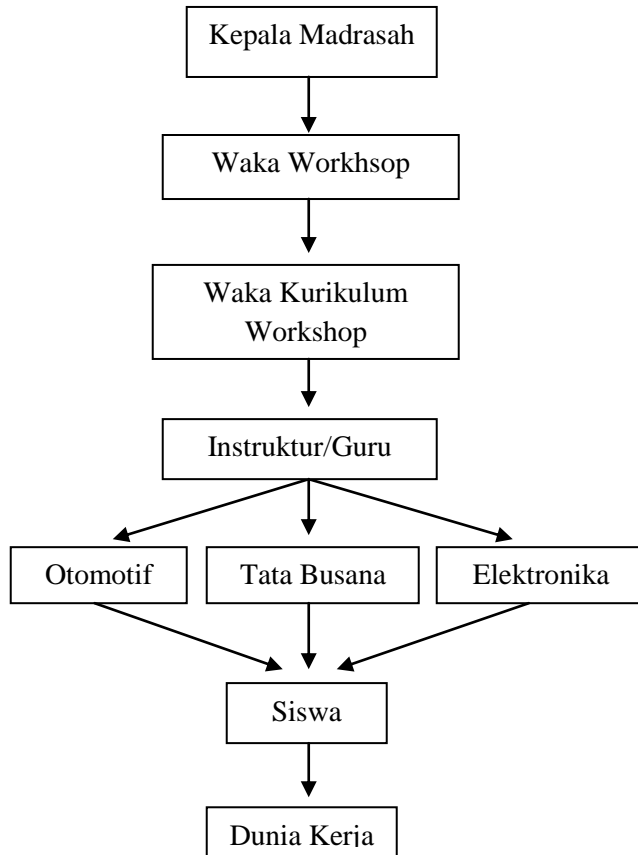 Kepala Madrasah
Waka Workhsop
Waka Kurikulum
Workshop
Instruktur/Guru
Otomotif
Tata Busana
Elektronika
Siswa
Dunia Kerja